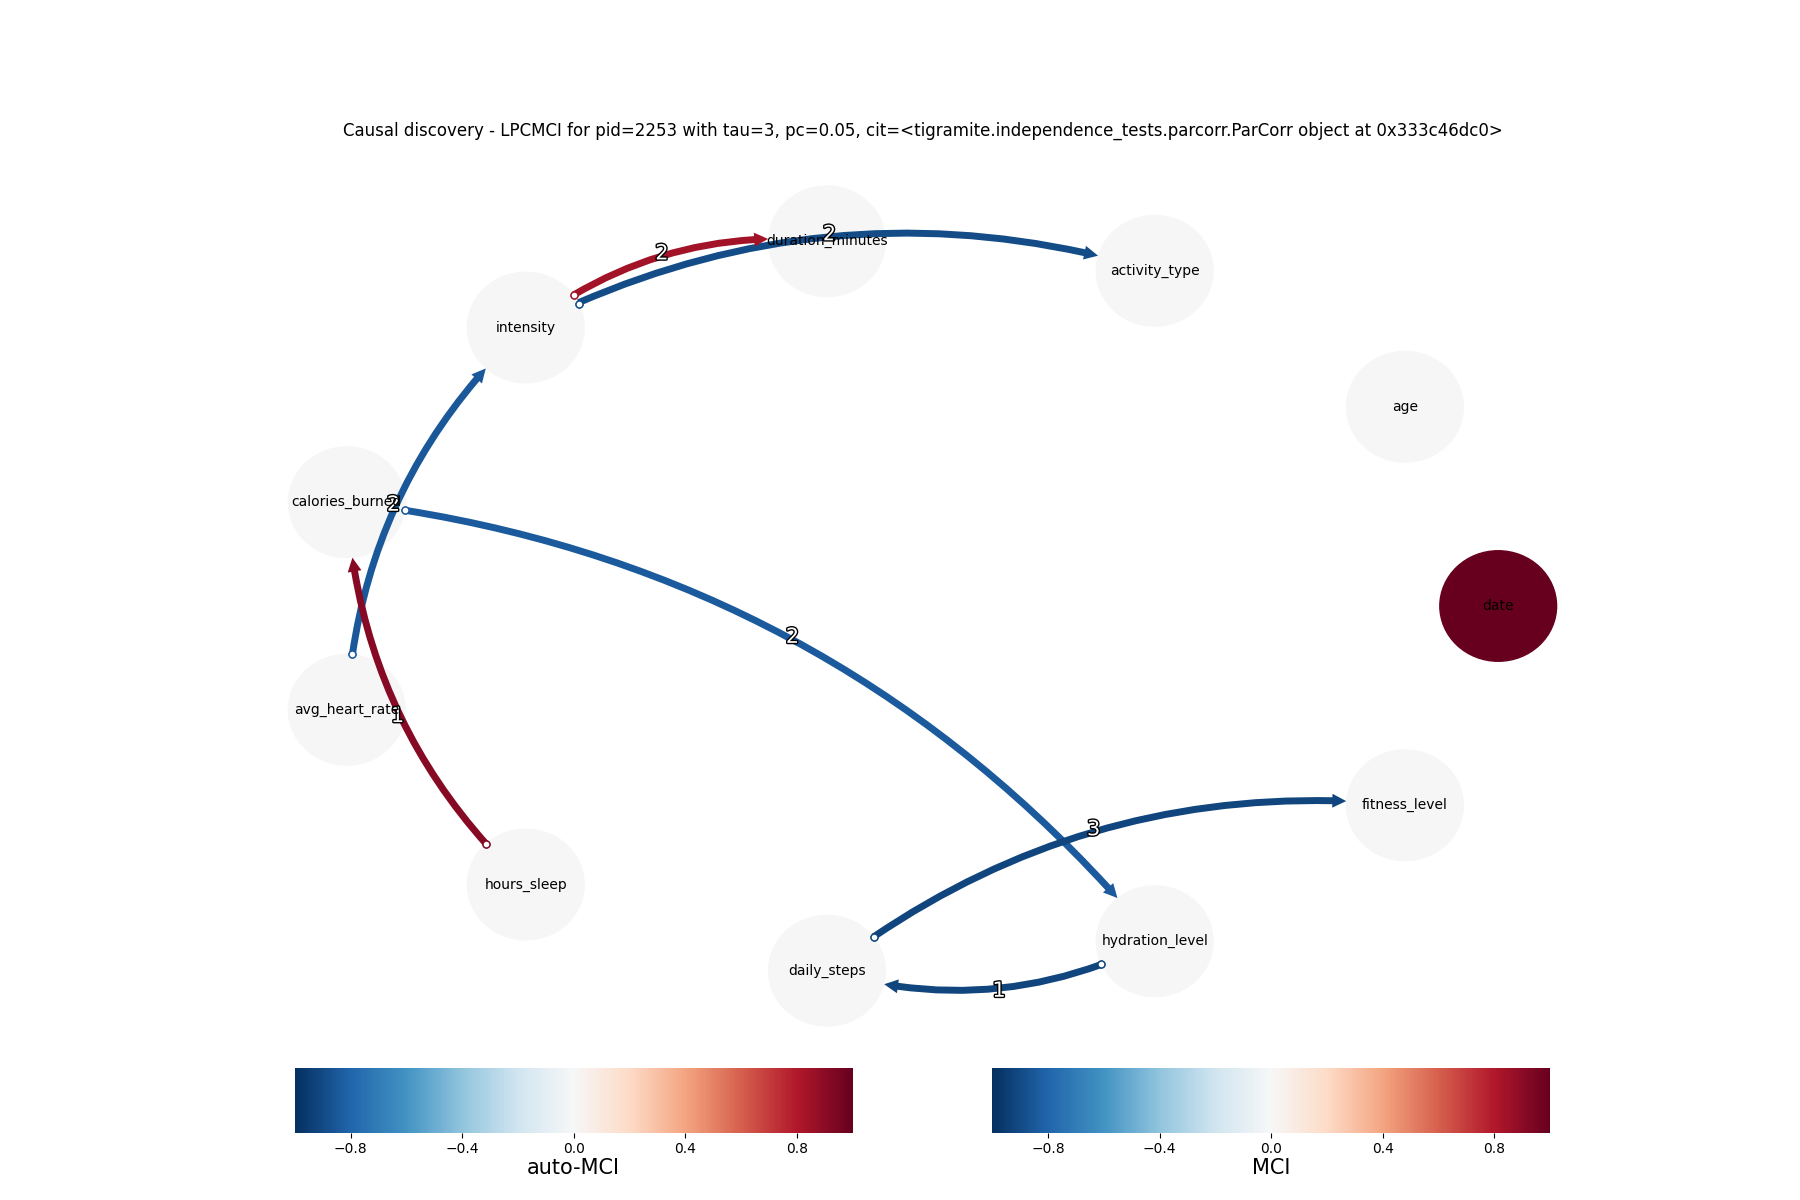 Causal discovery - LPCMCI for pid=2253 with tau=3, pc=0.05, cit=<tigramite.independence_tests.parcorr.ParCorr object at 0x333c46dc0>
2
duration_minutes
2
activity_type
intensity
age
calories_burned
2
date
2
avg_heart_rate
1
fitness_level
3
hours_sleep
hydration_level
daily_steps
1
−0.8 −0.4 0.0 0.4 0.8
auto-MCI
−0.8 −0.4 0.0 0.4 0.8
MCI